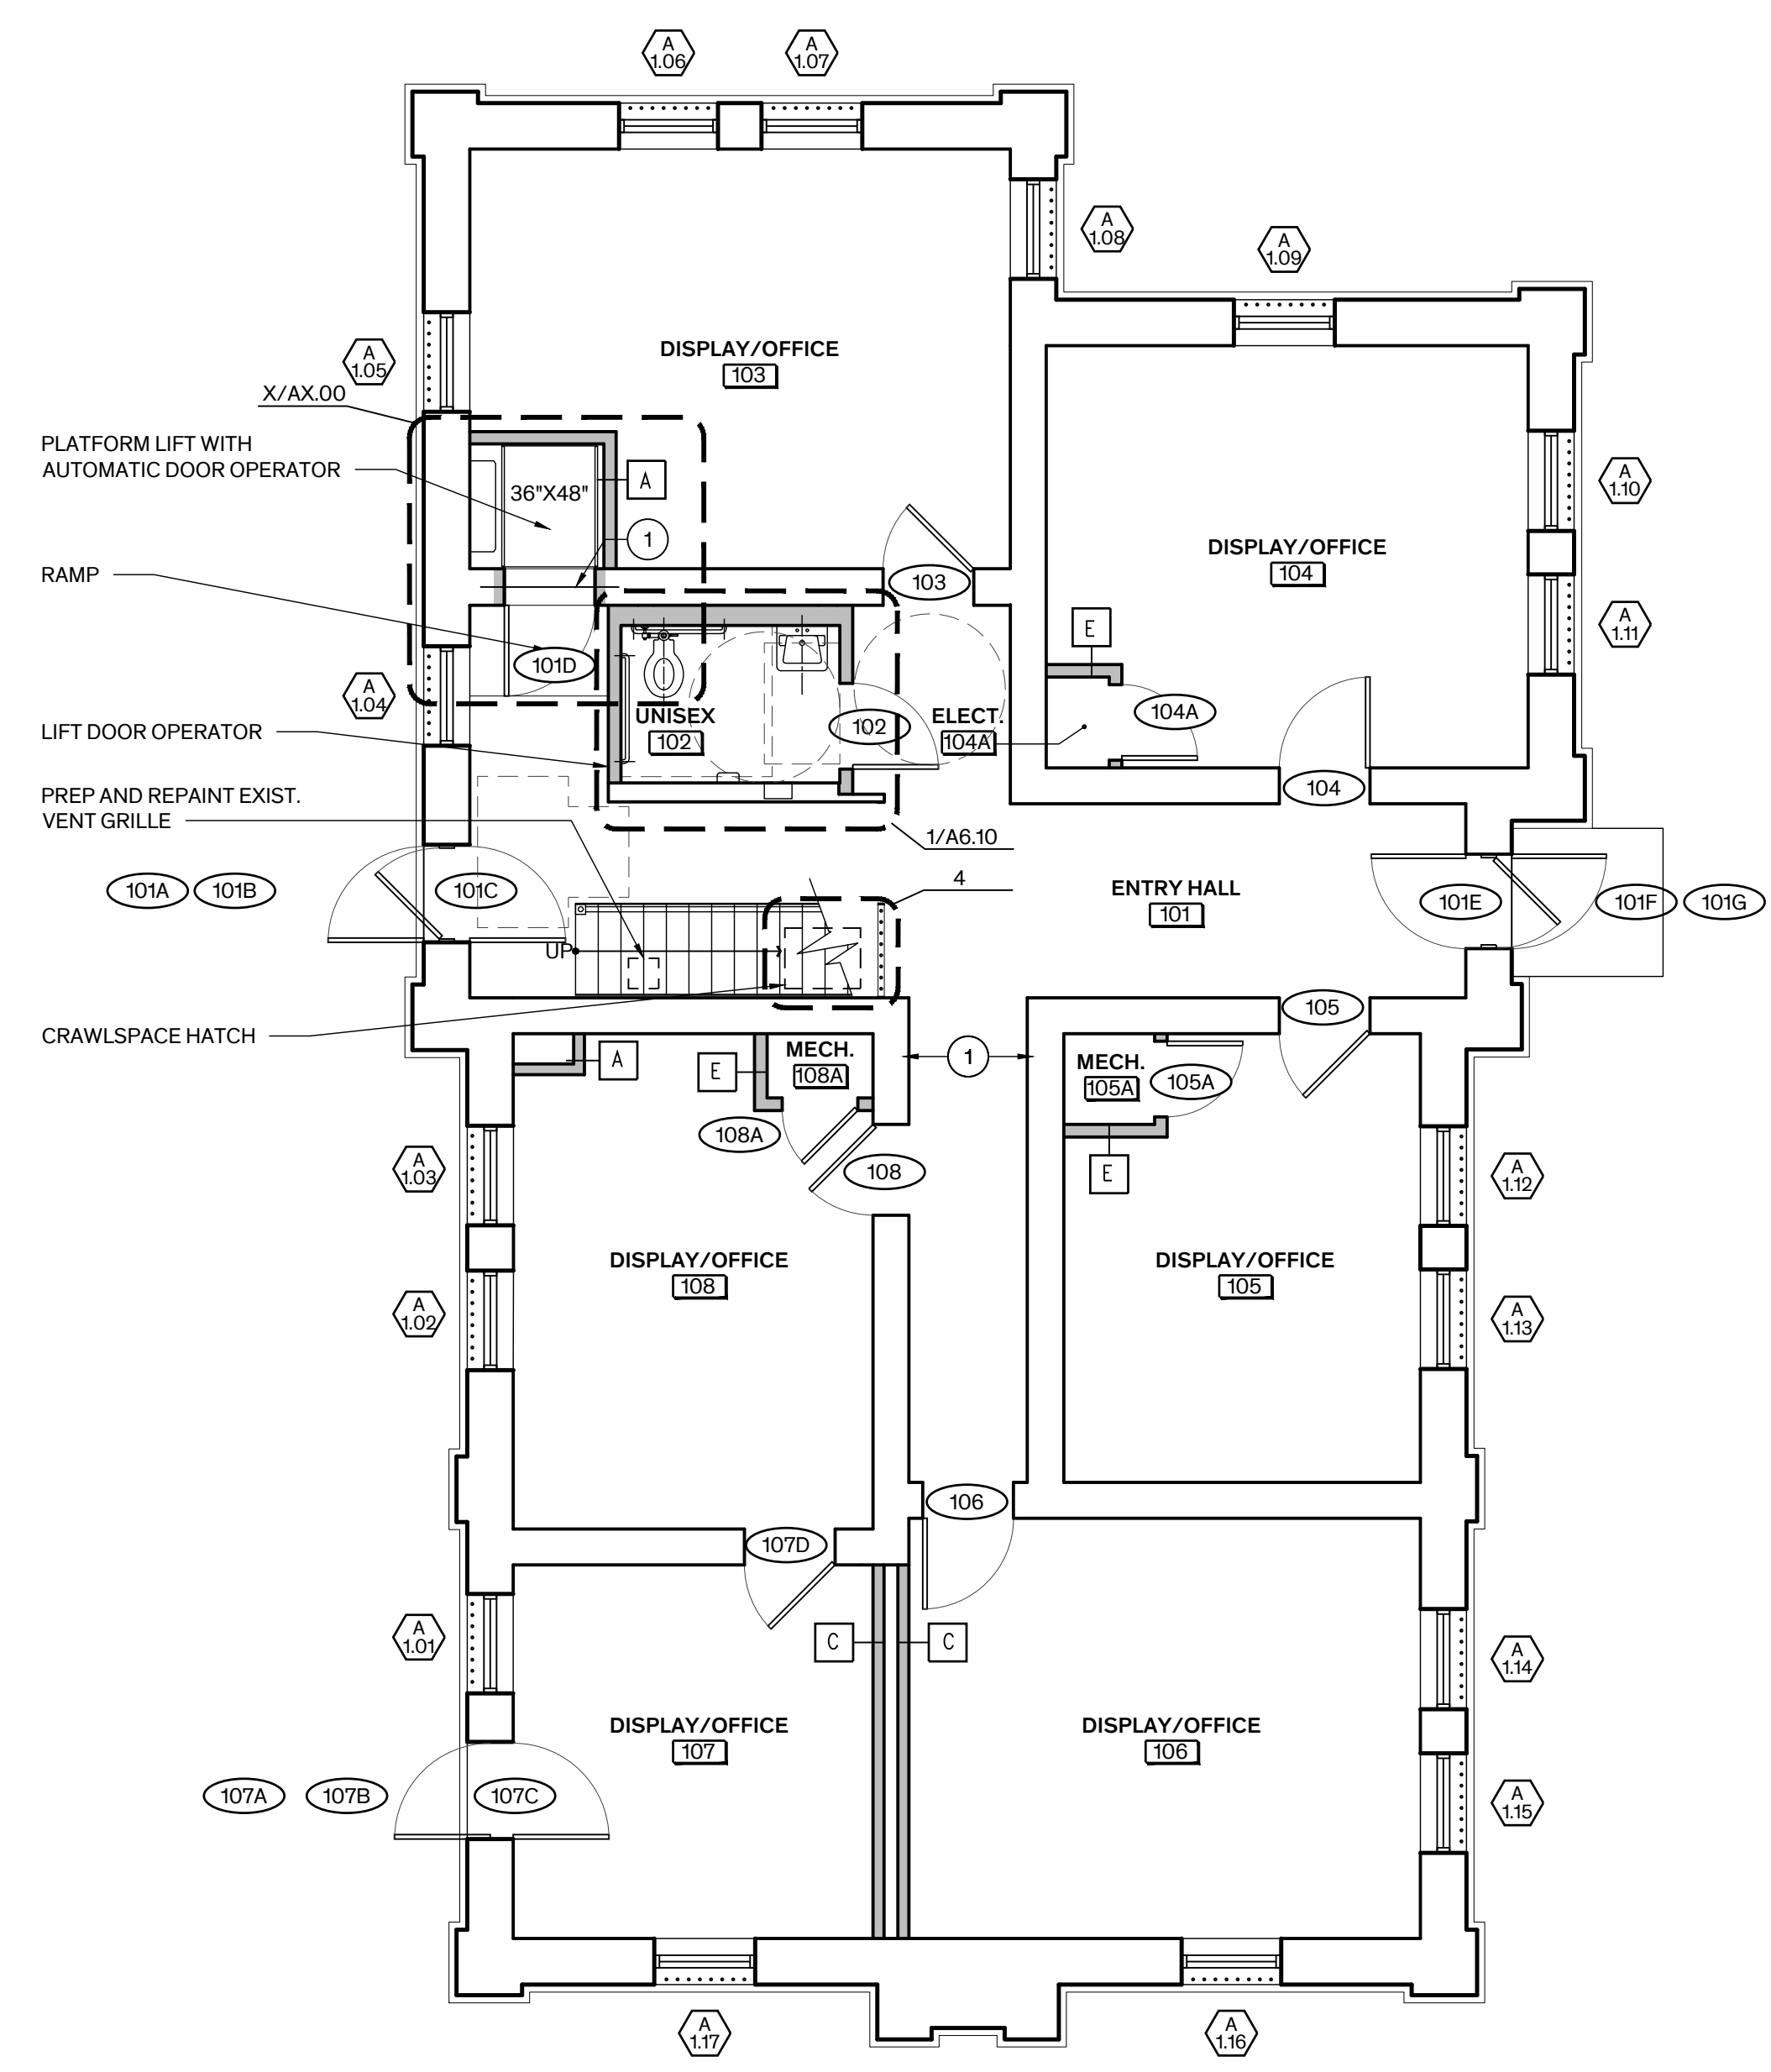 A
1.06
A
1.07
A
1.08
A
1.09
DISPLAY/OFFICE
103
A
1.05
X/AX.00
PLATFORM LIFT WITH
AUTOMATIC DOOR OPERATOR
36"X48"
A
1
A
1.10
DISPLAY/OFFICE
104
RAMP
103
E
A
1.11
101D
A
1.04
104A
UNISEX
102
102
ELECT.
104A
LIFT DOOR OPERATOR
104
PREP AND REPAINT EXIST.
VENT GRILLE
1/A6.10
4
101A
101B
101C
ENTRY HALL
101
101E
101F
101G
UP
105
CRAWLSPACE HATCH
A
E
MECH.
108A
1
MECH.
105A
105A
108A
108
A
1.03
E
A
1.12
DISPLAY/OFFICE
108
DISPLAY/OFFICE
105
A
1.02
A
1.13
106
107D
A
1.01
C
C
A
1.14
DISPLAY/OFFICE
107
DISPLAY/OFFICE
106
107A
107B
107C
A
1.15
A
1.17
A
1.16